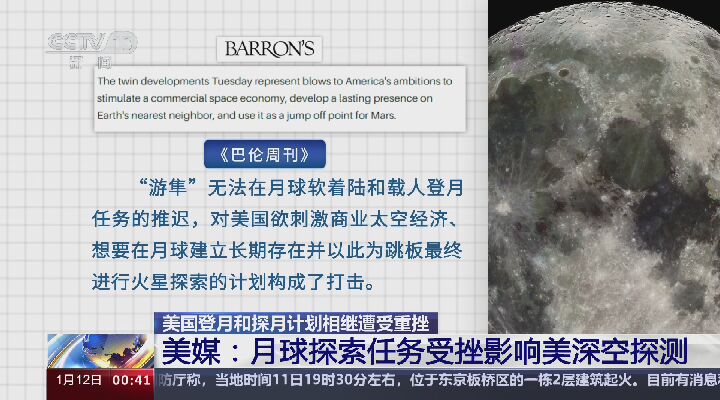 CCTV 13
新闻
BARRON'S
The twin developments Tuesday represent blows to America's ambitions to
stimulate a commercial space economy, develop a lasting presence on
Earth's nearest neighbor, and use it as a jump off point for Mars.
《巴伦周刊》
“游隼”无法在月球软着陆和载人登月
任务的推迟，对美国欲刺激商业太空经济、
想要在月球建立长期存在并以此为跳板最终
进行火星探索的计划构成了打击。
美国登月和探月计划相继遭受重挫
美媒：月球探索任务受挫影响美深空探测
1月12日 00:41 防厅称，当地时间11日19时30分左右，位于东京板桥区的一栋2层建筑起火。目前有消息